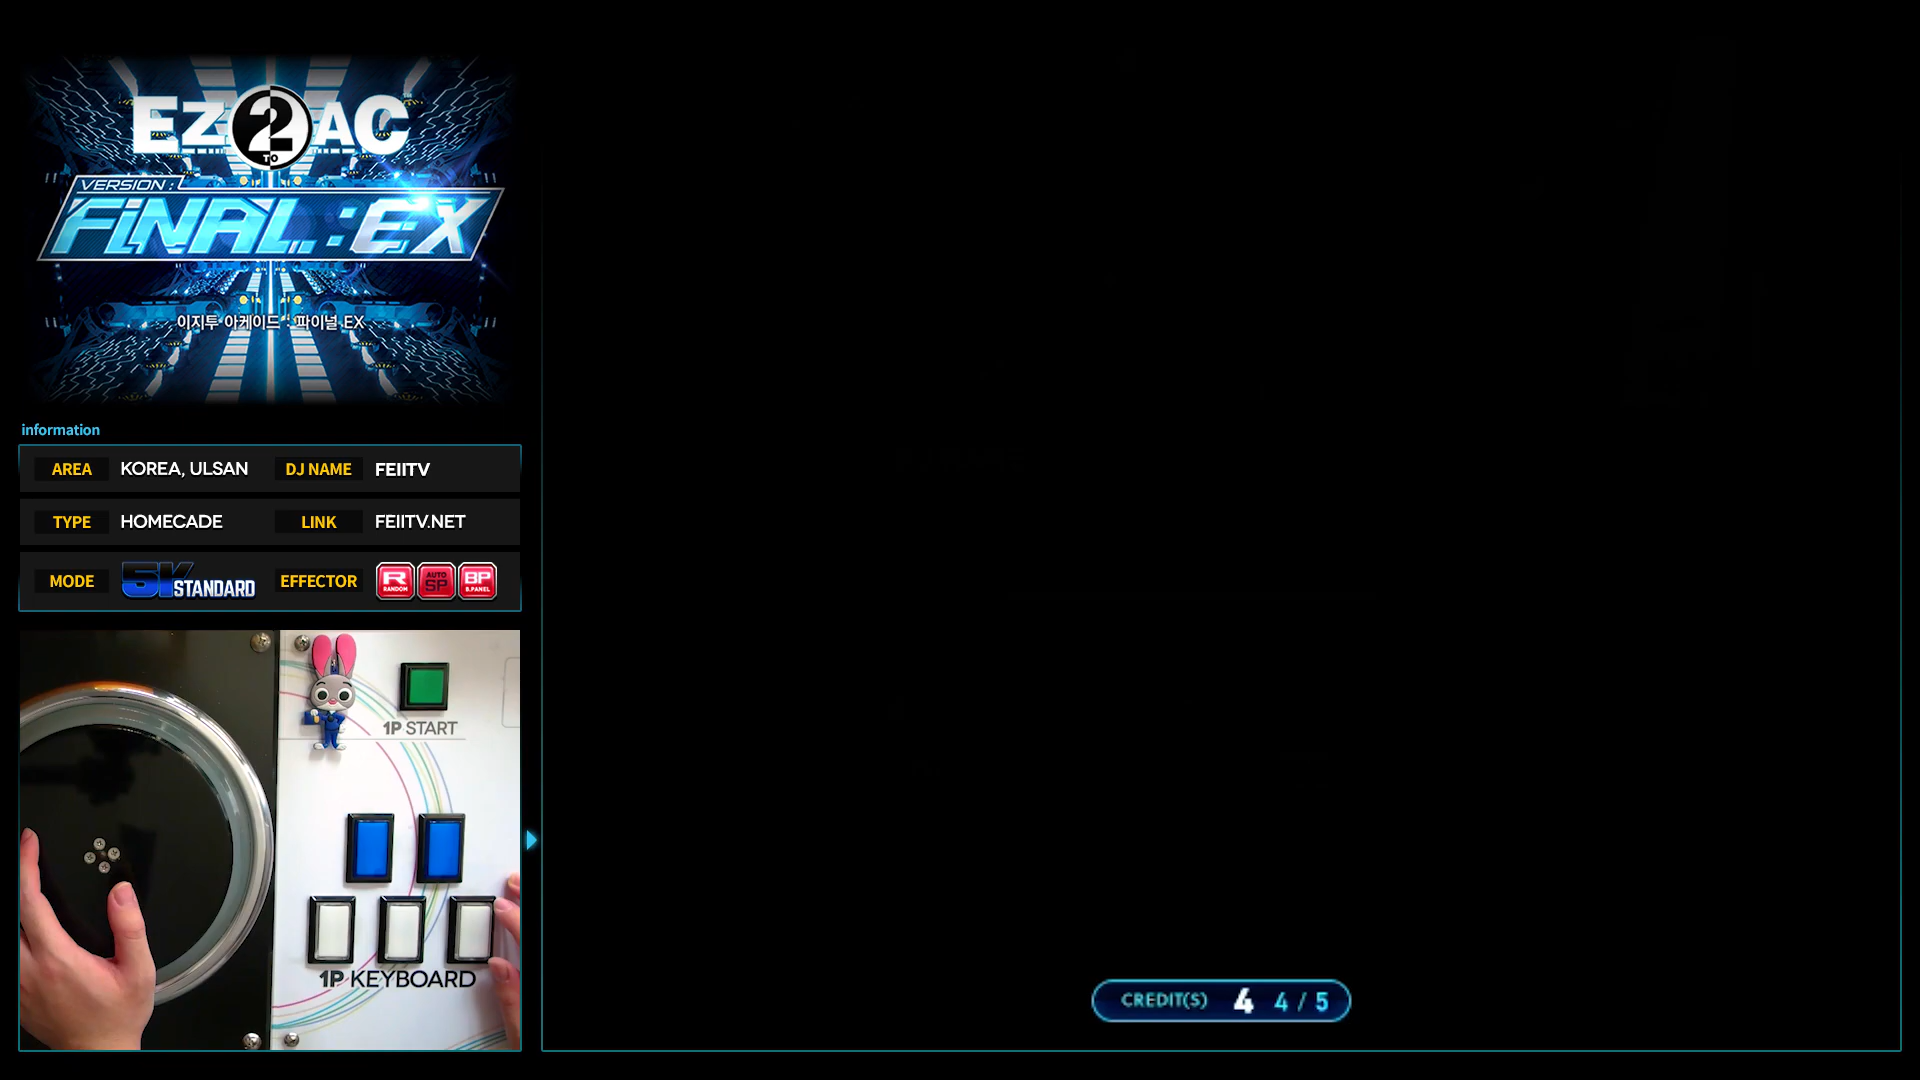 EZ2AC
TO
VERSION :
FINAL : EX
이지투 아케이드 : 파이널 EX
information
AREA KOREA, ULSAN DJ NAME FEIITV
TYPE HOMECADE LINK FEIITV.NET
MODE 5K STANDARD EFFECTOR R RANDOM AUTO SP BP B.PANEL
1P START
1P KEYBOARD
CREDIT(S) 4 4 / 5